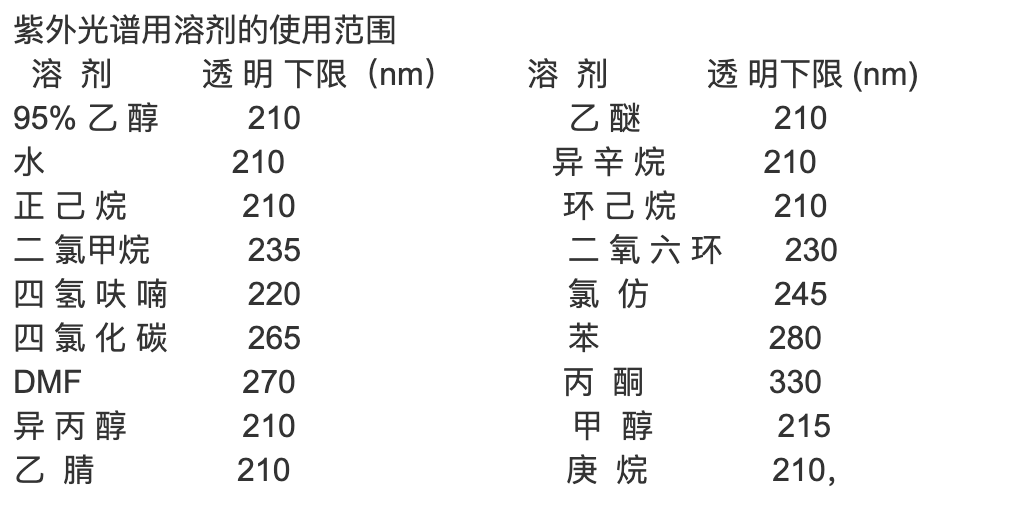 紫外光谱用溶剂的使用范围
溶 剂 透 明 下限（nm） 溶 剂 透 明下限 (nm)
95% 乙 醇 210 乙 醚 210
水 210 异 辛 烷 210
正 己 烷 210 环 己 烷 210
二 氯甲烷 235 二 氧 六 环 230
四 氢 呋 喃 220 氯 仿 245
四 氯 化 碳 265 苯 280
DMF 270 丙 酮 330
异 丙 醇 210 甲 醇 215
乙 腈 210 庚 烷 210,